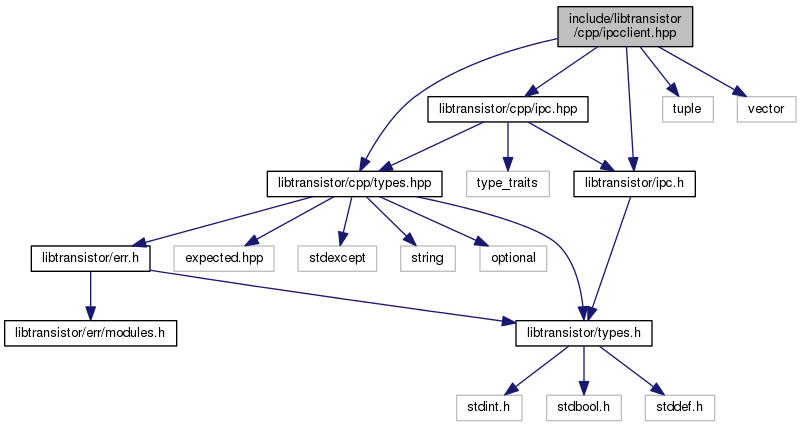 include/libtransistor
/cpp/ipcclient.hpp
libtransistor/cpp/ipc.hpp
tuple
vector
libtransistor/cpp/types.hpp
type_traits
libtransistor/ipc.h
libtransistor/err.h
expected.hpp
stdexcept
string
optional
libtransistor/err/modules.h
libtransistor/types.h
stdint.h
stdbool.h
stddef.h